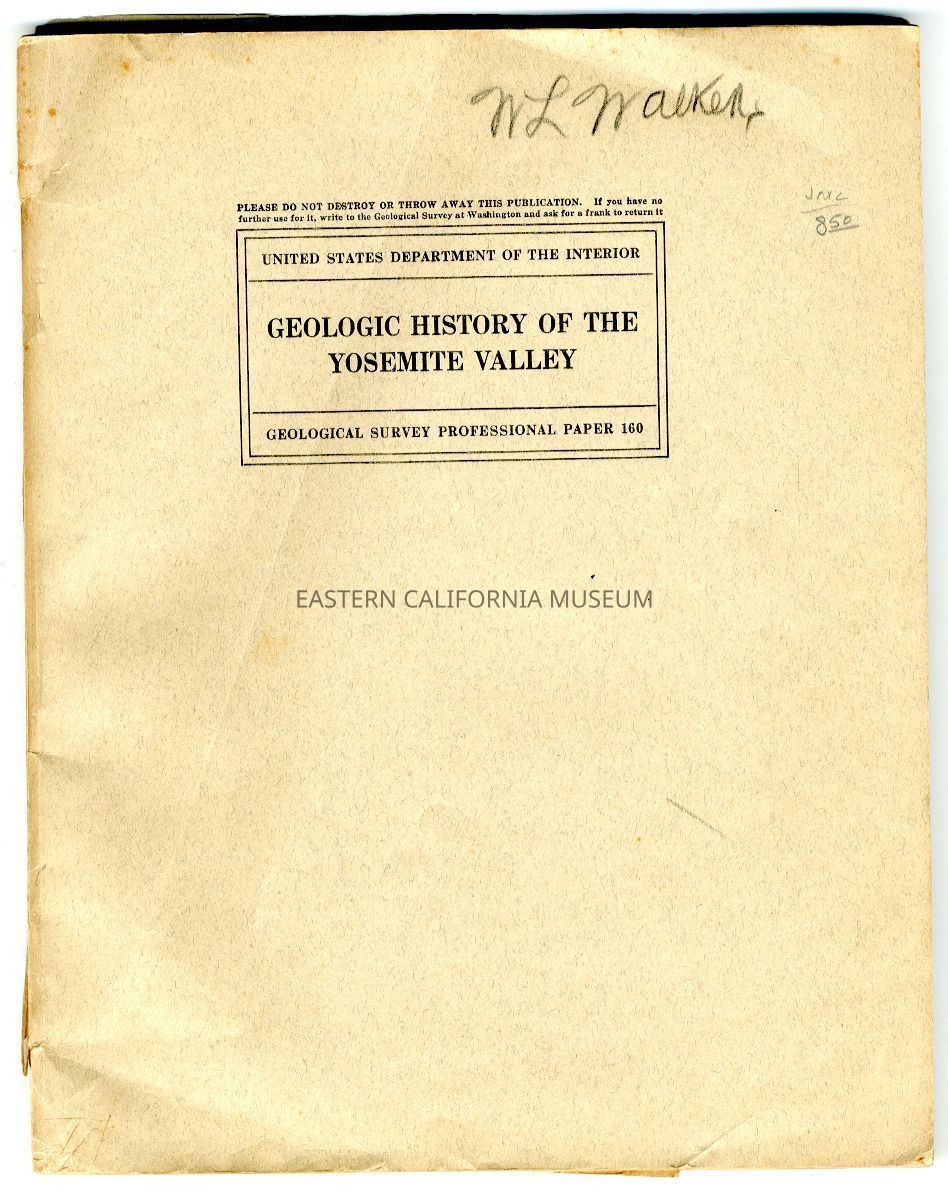 WL Walker
PLEASE DO NOT DESTROY OR THROW AWAY THIS PUBLICATION. If you have no
further use for it, write to the Geological Survey at Washington and ask for a frank to return it
850
UNITED STATES DEPARTMENT OF THE INTERIOR
GEOLOGIC HISTORY OF THE
YOSEMITE VALLEY
GEOLOGICAL SURVEY PROFESSIONAL PAPER 160
EASTERN CALIFORNIA MUSEUM